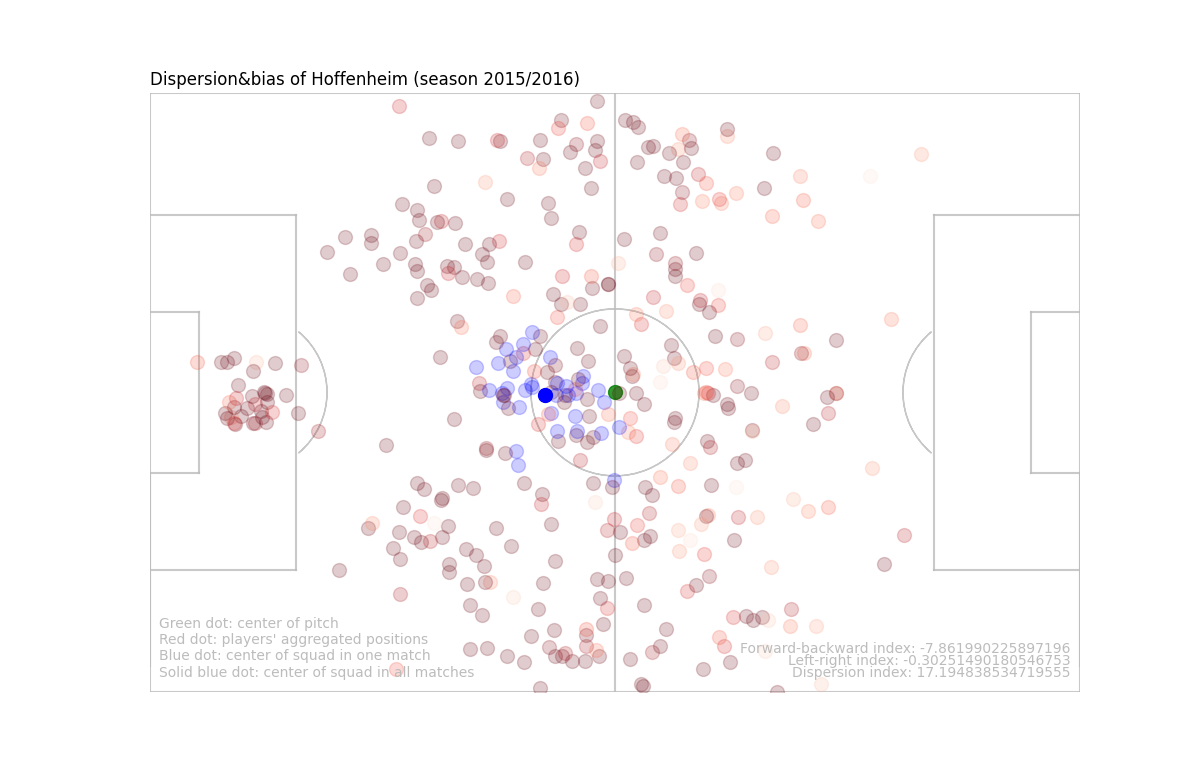 Dispersion&bias of Hoffenheim (season 2015/2016)
Green dot: center of pitch
Red dot: players' aggregated positions
Blue dot: center of squad in one match
Solid blue dot: center of squad in all matches
Forward-backward index: -7.861990225897196
Left-right index: -0.30251490180546753
Dispersion index: 17.194838534719555